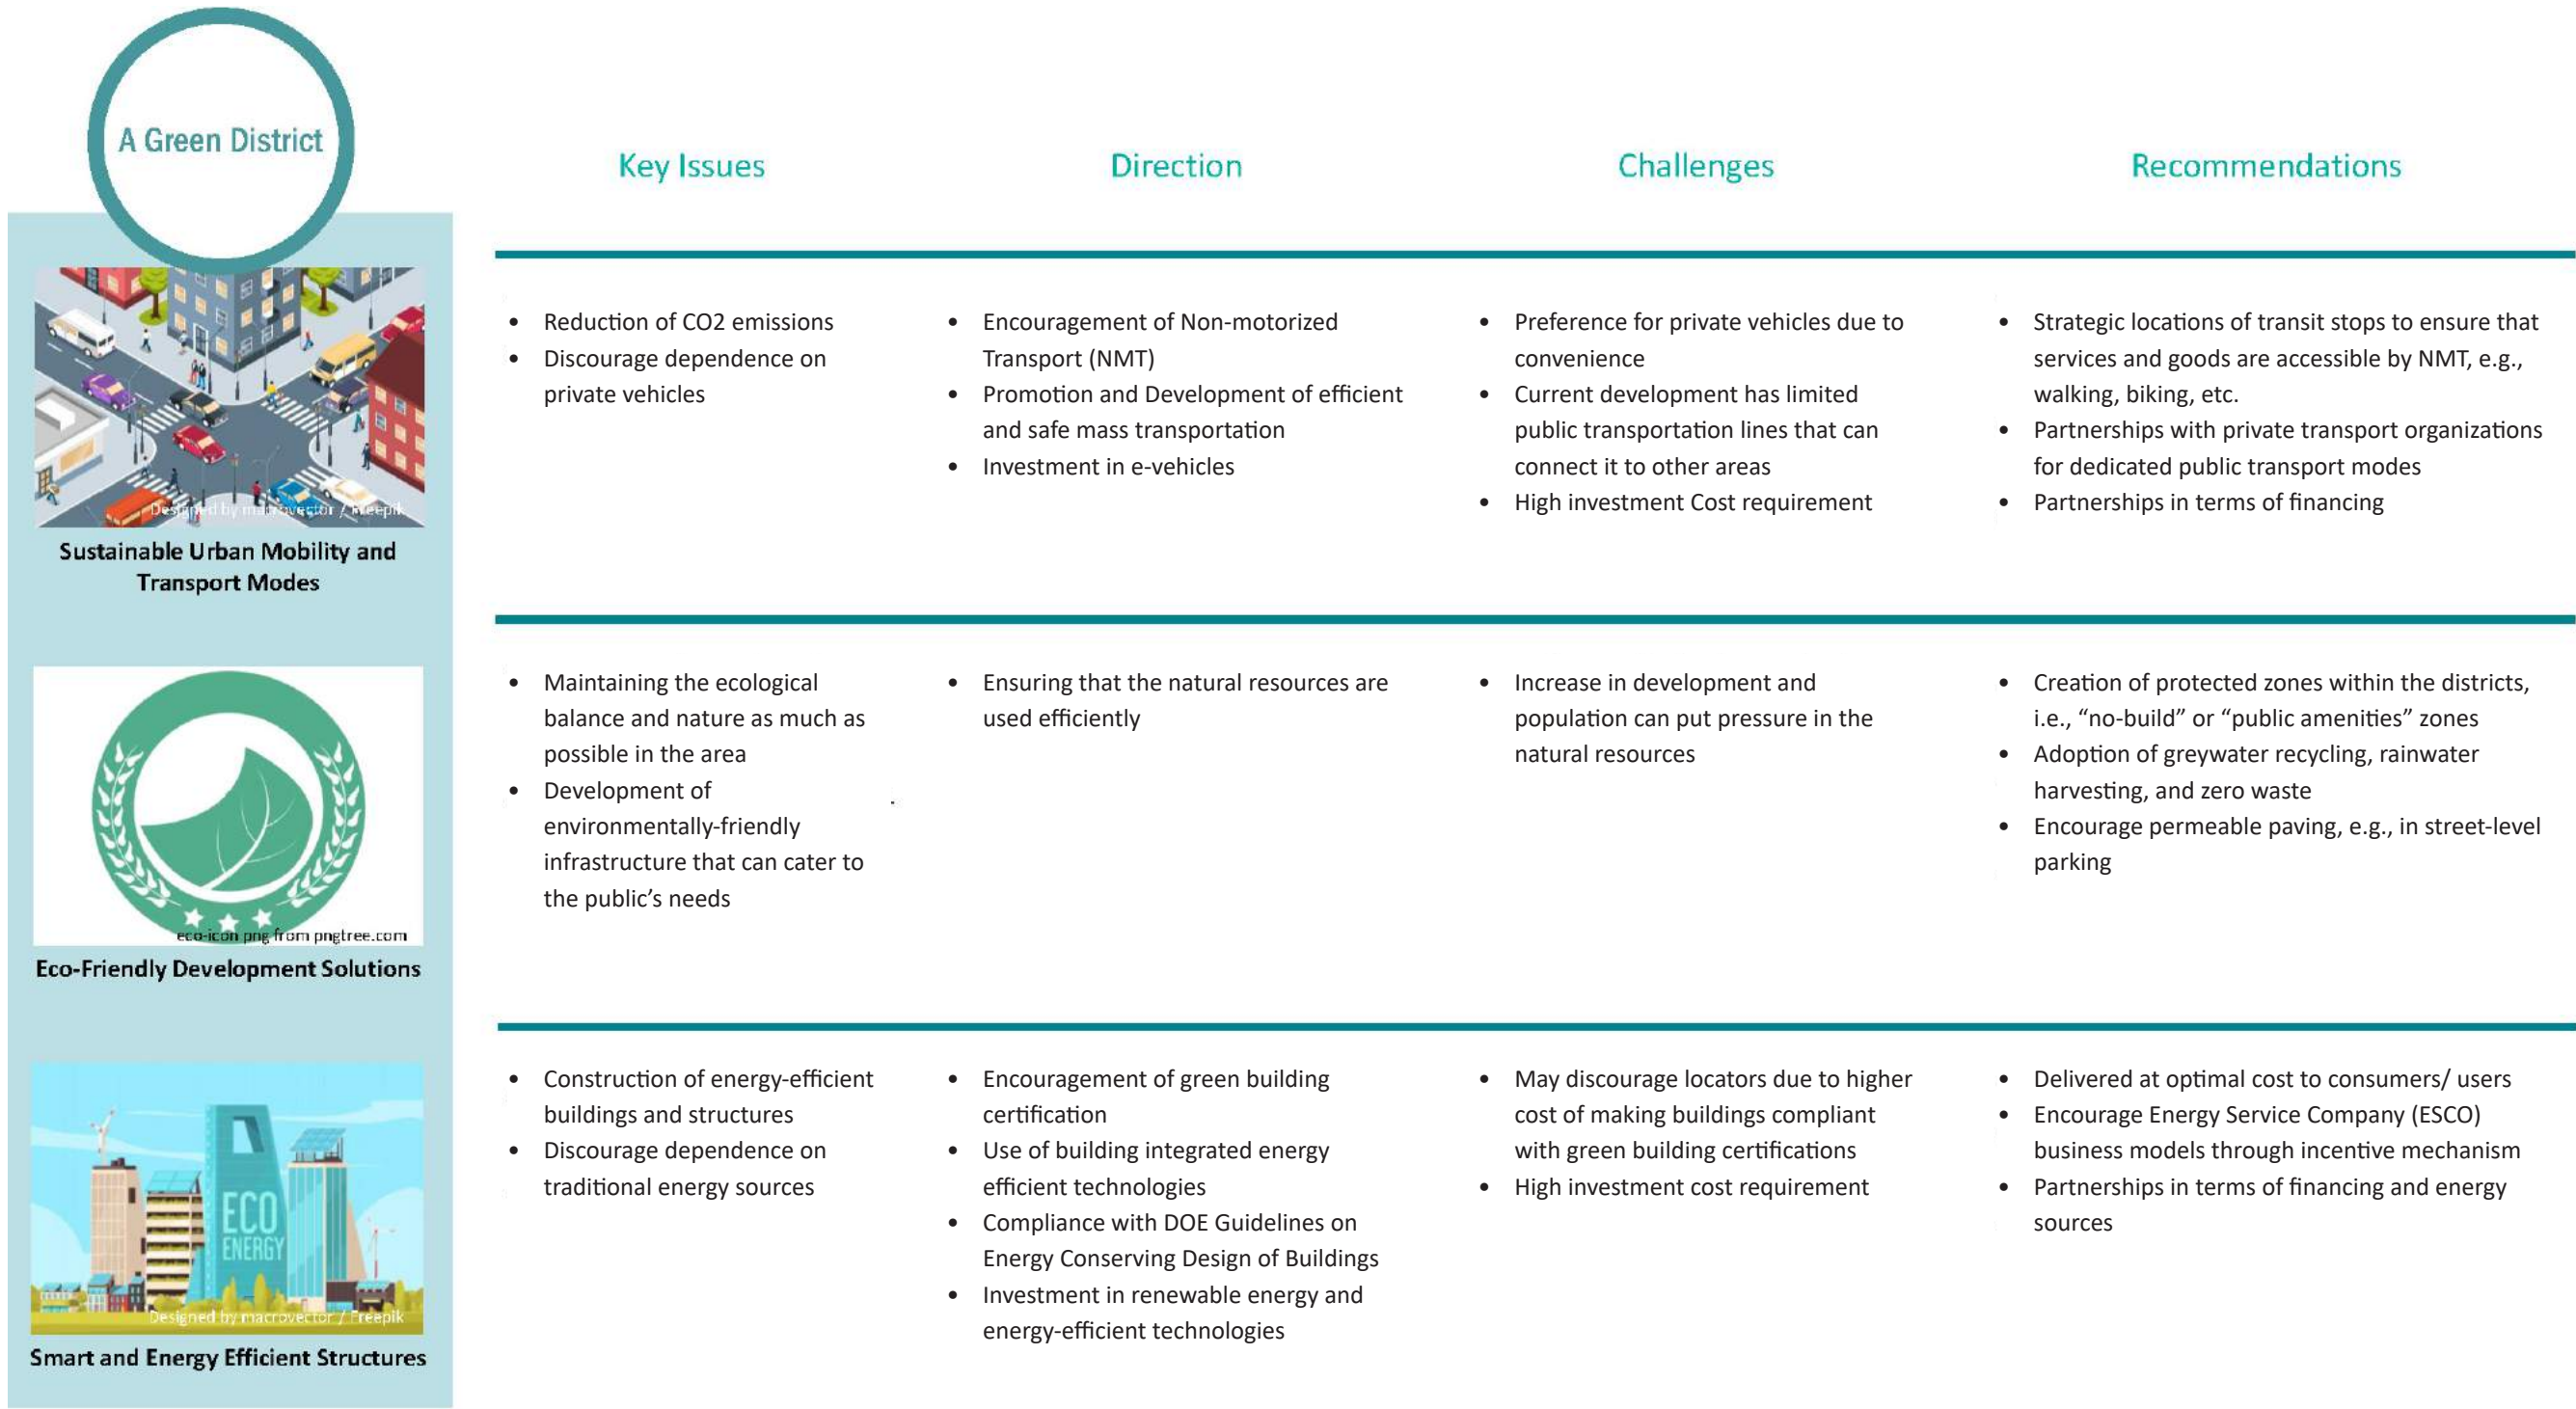 A Green District
Key Issues
Direction
Challenges
Recommendations
Designed by macrovector / Freepik
Sustainable Urban Mobility and
Transport Modes
• Reduction of CO2 emissions
• Discourage dependence on
private vehicles
• Encouragement of Non-motorized
Transport (NMT)
• Promotion and Development of efficient
and safe mass transportation
• Investment in e-vehicles
• Preference for private vehicles due to
convenience
• Current development has limited
public transportation lines that can
connect it to other areas
• High investment Cost requirement
• Strategic locations of transit stops to ensure that
services and goods are accessible by NMT, e.g.,
walking, biking, etc.
• Partnerships with private transport organizations
for dedicated public transport modes
• Partnerships in terms of financing
eco-icon png from pngtree.com
Eco-Friendly Development Solutions
• Maintaining the ecological
balance and nature as much as
possible in the area
• Development of
environmentally-friendly
infrastructure that can cater to
the public’s needs
• Ensuring that the natural resources are
used efficiently
• Increase in development and
population can put pressure in the
natural resources
• Creation of protected zones within the districts,
i.e., “no-build” or “public amenities” zones
• Adoption of greywater recycling, rainwater
harvesting, and zero waste
• Encourage permeable paving, e.g., in street-level
parking
ECO
ENERGY
Designed by macrovector / Freepik
Smart and Energy Efficient Structures
• Construction of energy-efficient
buildings and structures
• Discourage dependence on
traditional energy sources
• Encouragement of green building
certification
• Use of building integrated energy
efficient technologies
• Compliance with DOE Guidelines on
Energy Conserving Design of Buildings
• Investment in renewable energy and
energy-efficient technologies
• May discourage locators due to higher
cost of making buildings compliant
with green building certifications
• High investment cost requirement
• Delivered at optimal cost to consumers/ users
• Encourage Energy Service Company (ESCO)
business models through incentive mechanism
• Partnerships in terms of financing and energy
sources